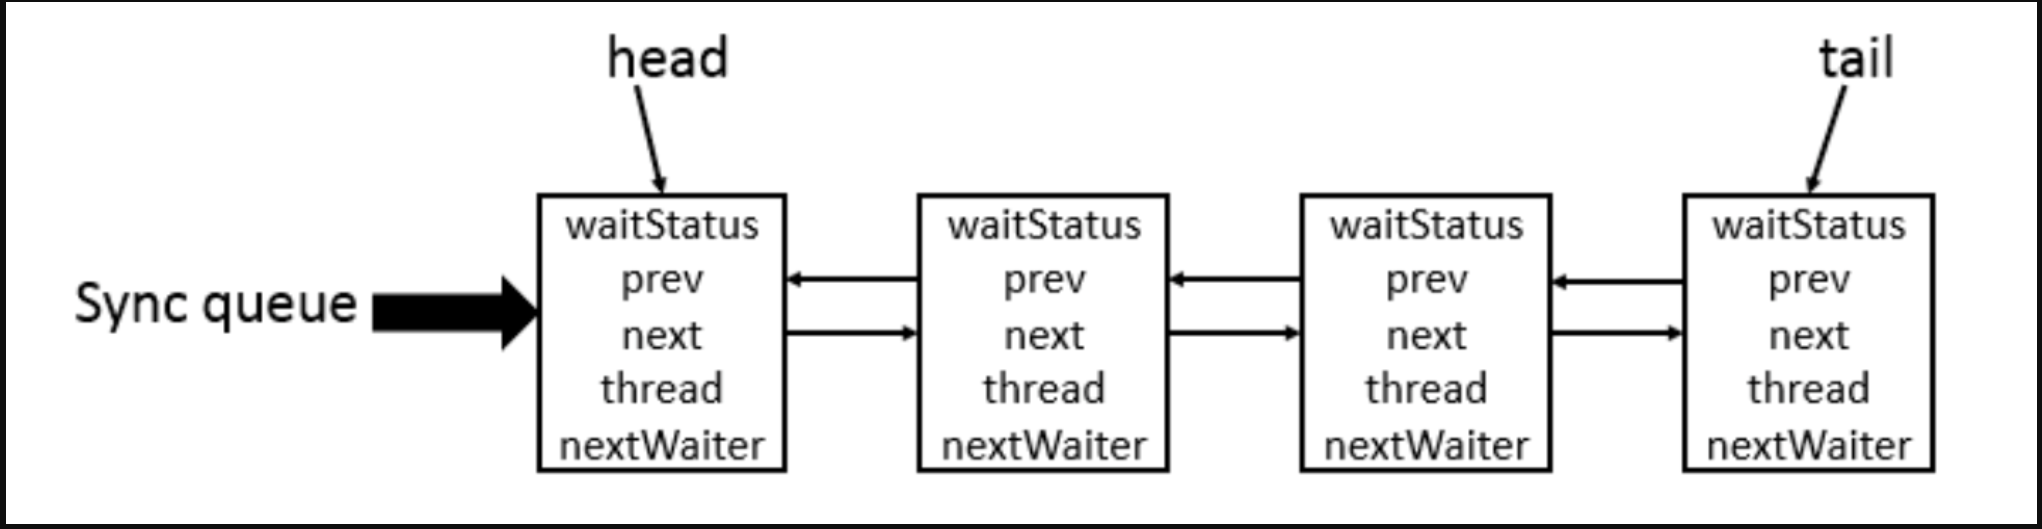 head
tail
Sync queue
waitStatus
prev
next
thread
nextWaiter
waitStatus
prev
next
thread
nextWaiter
waitStatus
prev
next
thread
nextWaiter
waitStatus
prev
next
thread
nextWaiter